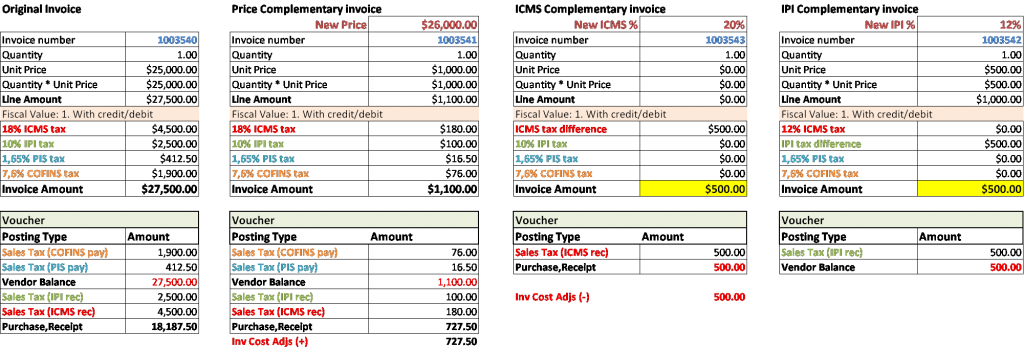 Original Invoice
Invoice number 1003540
Quantity 1.00
Unit Price $25,000.00
Quantity * Unit Price $25,000.00
Line Amount $27,500.00
Fiscal Value: 1. With credit/debit
18% ICMS tax $4,500.00
10% IPI tax $2,500.00
1,65% PIS tax $412.50
7,6% COFINS tax $1,900.00
Invoice Amount $27,500.00
Voucher
Posting Type Amount
Sales Tax (COFINS pay) 1,900.00
Sales Tax (PIS pay) 412.50
Vendor Balance 27,500.00
Sales Tax (IPI rec) 2,500.00
Sales Tax (ICMS rec) 4,500.00
Purchase,Receipt 18,187.50
Price Complementary invoice
New Price $26,000.00
Invoice number 1003541
Quantity 1.00
Unit Price $1,000.00
Quantity * Unit Price $1,000.00
Line Amount $1,100.00
Fiscal Value: 1. With credit/debit
18% ICMS tax $180.00
10% IPI tax $100.00
1,65% PIS tax $16.50
7,6% COFINS tax $76.00
Invoice Amount $1,100.00
Voucher
Posting Type Amount
Sales Tax (COFINS pay) 76.00
Sales Tax (PIS pay) 16.50
Vendor Balance 1,100.00
Sales Tax (IPI rec) 100.00
Sales Tax (ICMS rec) 180.00
Purchase,Receipt 727.50
Inv Cost Adjs (+) 727.50
ICMS Complementary invoice
New ICMS % 20%
Invoice number 1003543
Quantity 1.00
Unit Price $0.00
Quantity * Unit Price $0.00
Line Amount $0.00
Fiscal Value: 1. With credit/debit
ICMS tax difference $500.00
10% IPI tax $0.00
1,65% PIS tax $0.00
7,6% COFINS tax $0.00
Invoice Amount $500.00
Voucher
Posting Type Amount
Sales Tax (ICMS rec) 500.00
Purchase,Receipt 500.00
Inv Cost Adjs (-) 500.00
IPI Complementary invoice
New IPI % 12%
Invoice number 1003542
Quantity 1.00
Unit Price $500.00
Quantity * Unit Price $500.00
Line Amount $1,000.00
Fiscal Value: 1. With credit/debit
12% ICMS tax $0.00
IPI tax difference $500.00
1,65% PIS tax $0.00
7,6% COFINS tax $0.00
Invoice Amount $500.00
Voucher
Posting Type Amount
Sales Tax (IPI rec) 500.00
Vendor Balance 500.00